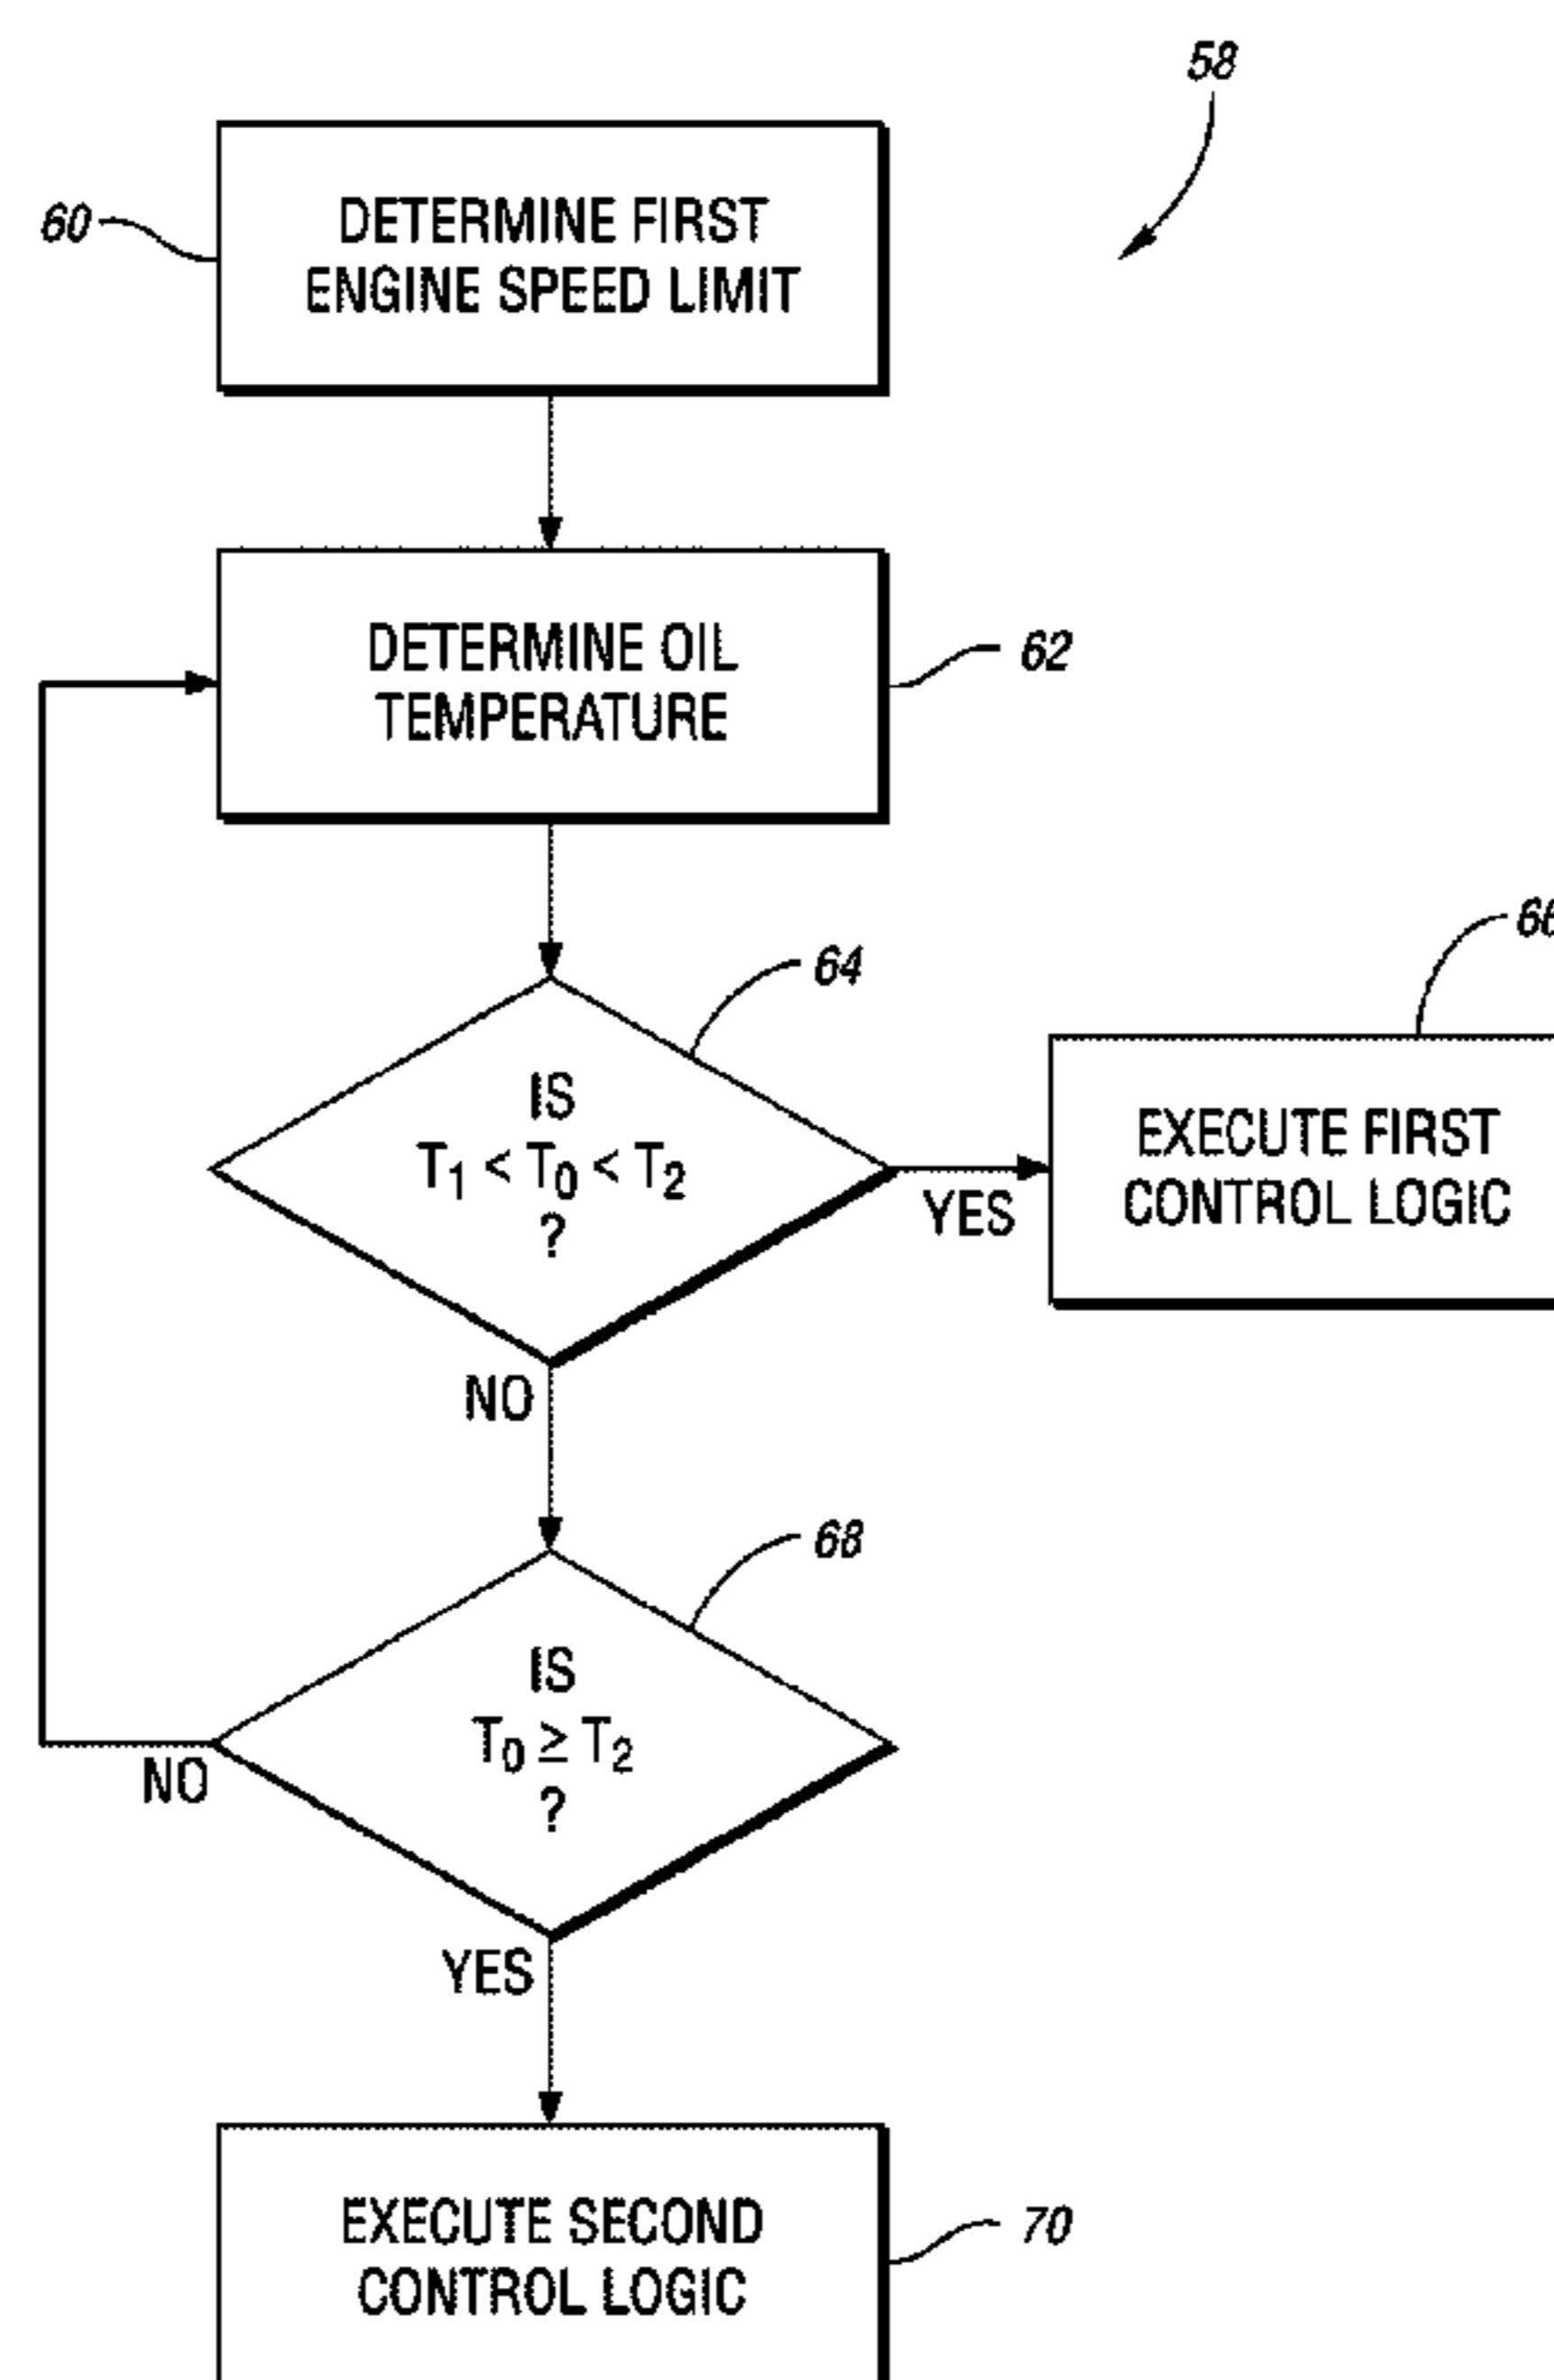 58
60
DETERMINE FIRST
ENGINE SPEED LIMIT
DETERMINE OIL
TEMPERATURE
62
64
IS
T₁ < T₀ < T₂
?
YES
EXECUTE FIRST
CONTROL LOGIC
NO
68
IS
T₀ ≥ T₂
?
NO
YES
EXECUTE SECOND
CONTROL LOGIC
70